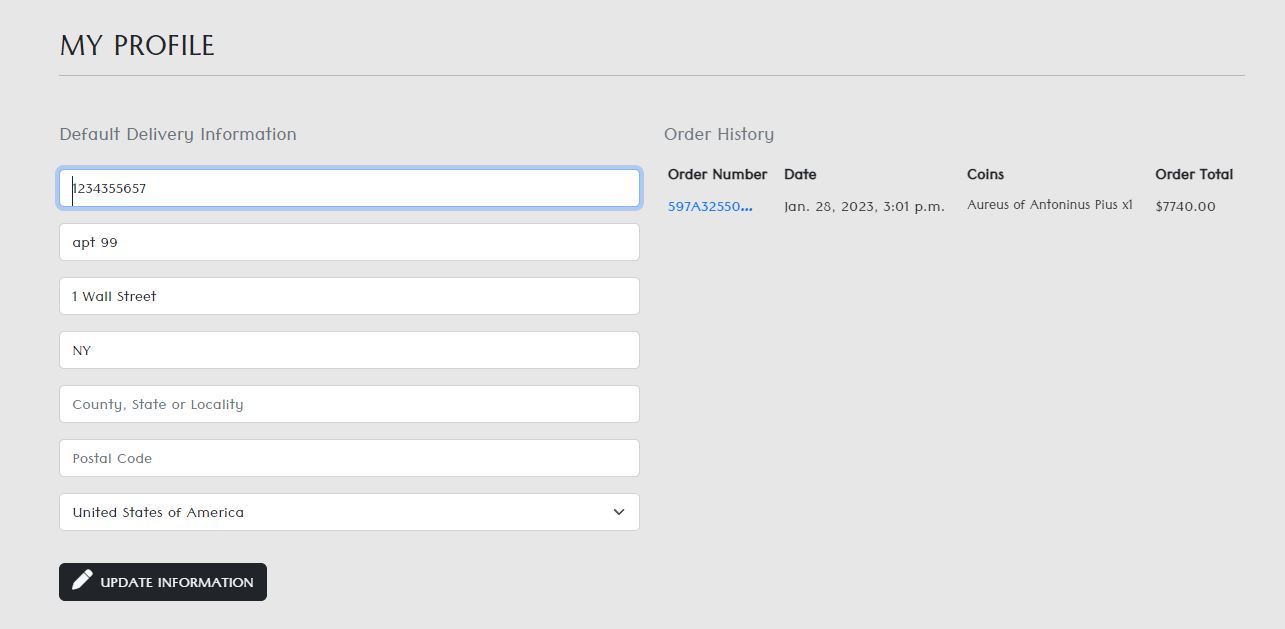 MY PROFILE
Default Delivery Information
1234355657
apt 99
1 Wall Street
NY
County, State or Locality
Postal Code
United States of America
UPDATE INFORMATION
Order History
Order Number Date Coins Order Total
597A32550... Jan. 28, 2023, 3:01 p.m. Aureus of Antoninus Pius x1 $7740.00